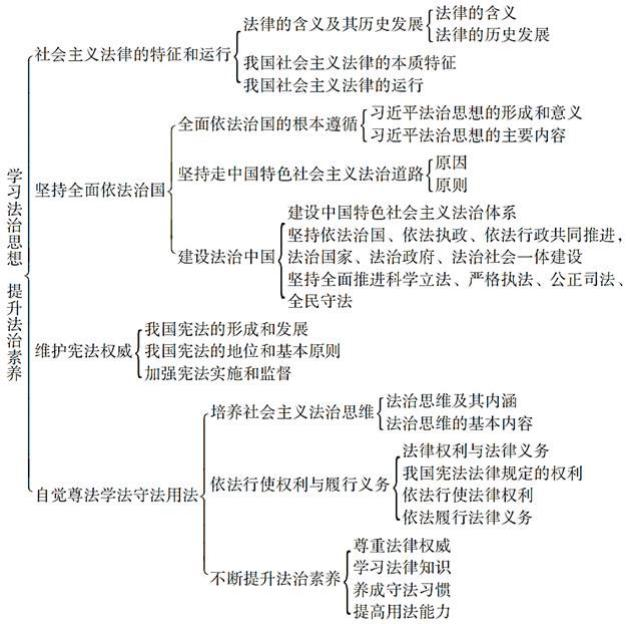 学习法治思想 提升法治素养
社会主义法律的特征和运行
法律的含义及其历史发展
法律的含义
法律的历史发展
我国社会主义法律的本质特征
我国社会主义法律的运行
坚持全面依法治国
全面依法治国的根本遵循
习近平法治思想的形成和意义
习近平法治思想的主要内容
坚持走中国特色社会主义法治道路
原因
原则
建设法治中国
建设中国特色社会主义法治体系
坚持依法治国、依法执政、依法行政共同推进，
法治国家、法治政府、法治社会一体建设
坚持全面推进科学立法、严格执法、公正司法、
全民守法
维护宪法权威
我国宪法的形成和发展
我国宪法的地位和基本原则
加强宪法实施和监督
自觉尊法学法守法用法
培养社会主义法治思维
法治思维及其内涵
法治思维的基本内容
依法行使权利与履行义务
法律权利与法律义务
我国宪法法律规定的权利
依法行使法律权利
依法履行法律义务
不断提升法治素养
尊重法律权威
学习法律知识
养成守法习惯
提高用法能力